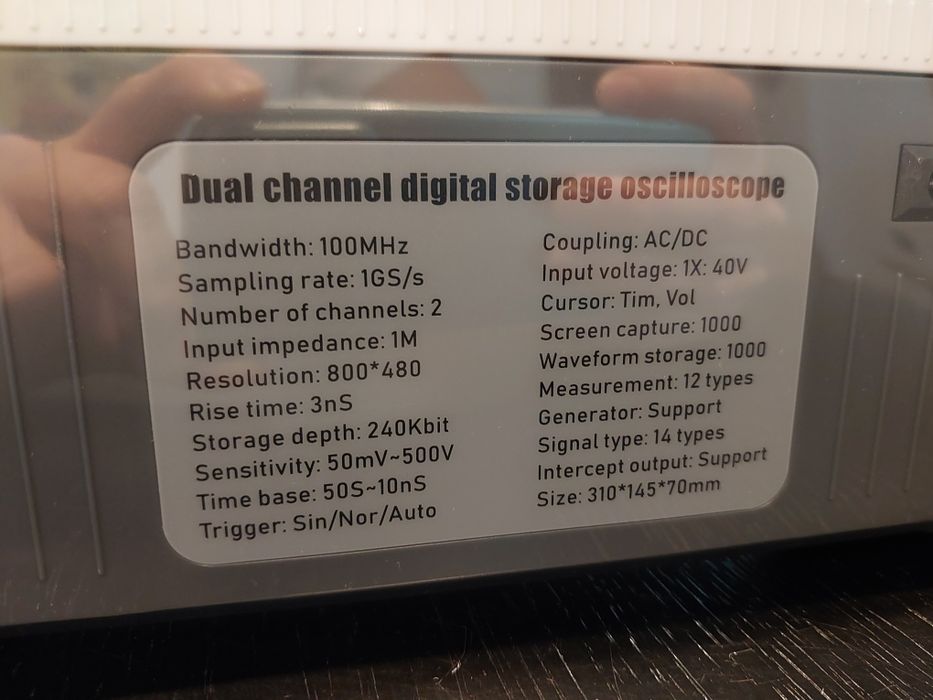 Dual channel digital storage oscilloscope
Bandwidth: 100MHz
Sampling rate: 1GS/s
Number of channels: 2
Input impedance: 1M
Resolution: 800*480
Rise time: 3nS
Storage depth: 240Kbit
Sensitivity: 50mV~500V
Time base: 50S~10nS
Trigger: Sin/Nor/Auto
Coupling: AC/DC
Input voltage: 1X: 40V
Cursor: Tim, Vol
Screen capture: 1000
Waveform storage: 1000
Measurement: 12 types
Generator: Support
Signal type: 14 types
Intercept output: Support
Size: 310*145*70mm